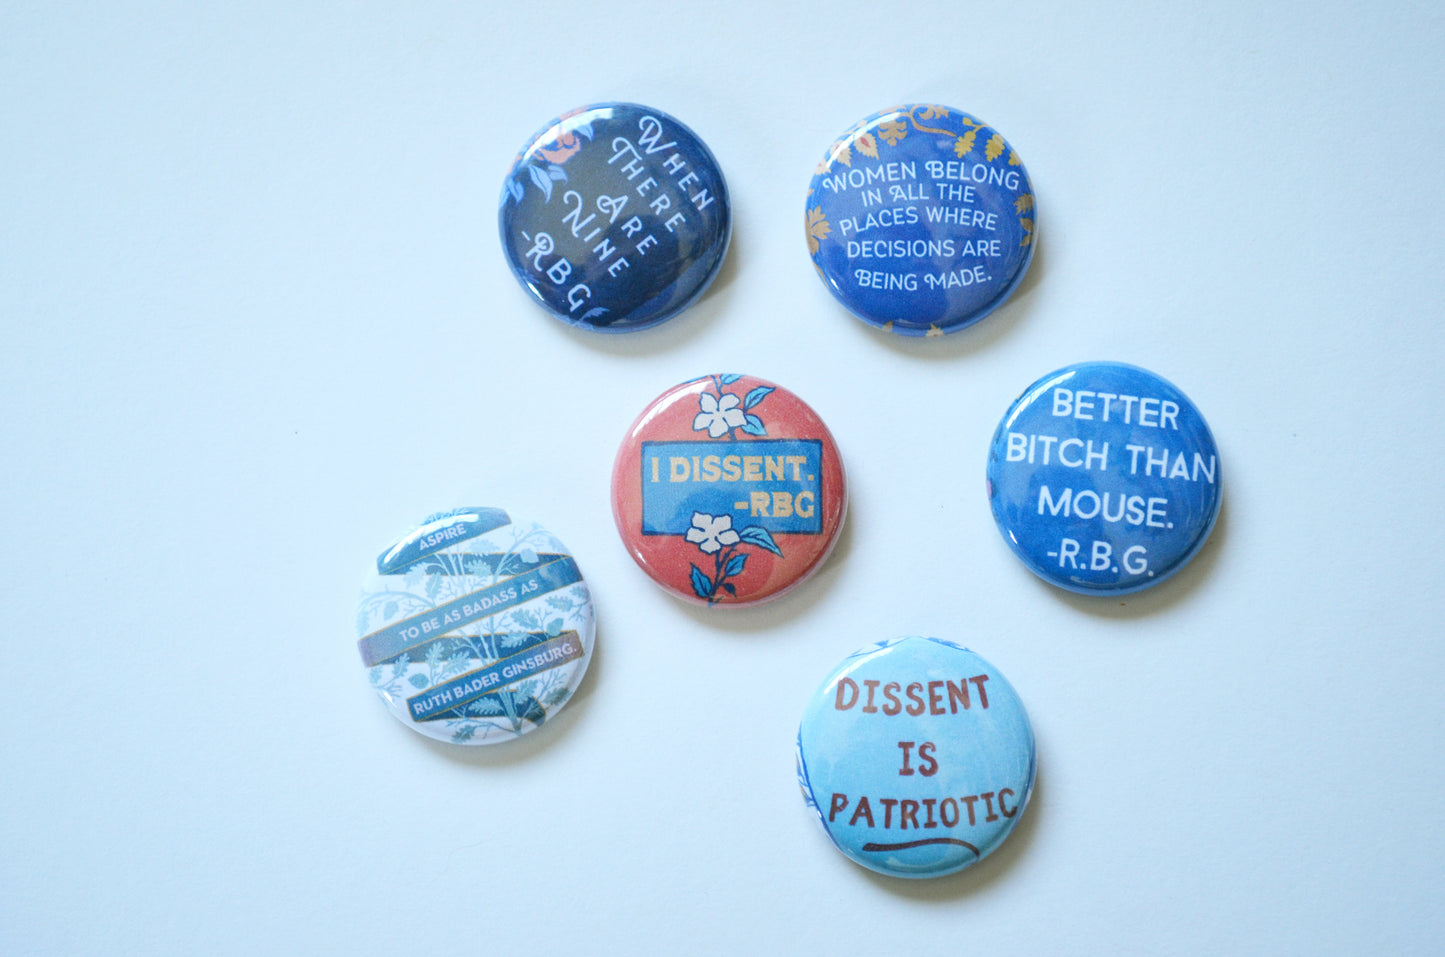 When
There
Are
Nine
-RBG
Women Belong
in All the
places where
decisions are
Being Made.
I DISSENT.
-RBG
BETTER
BITCH THAN
MOUSE.
-R.B.G.
ASPIRE
TO BE AS BADASS AS
RUTH BADER GINSBURG.
DISSENT
IS
PATRIOTIC